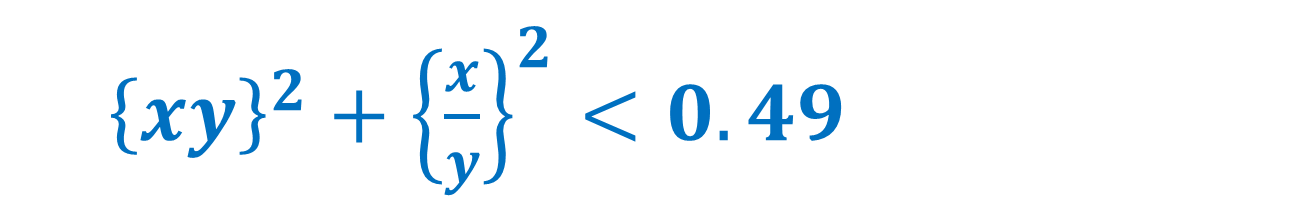 {xy}² + {x/y}² < 0.49